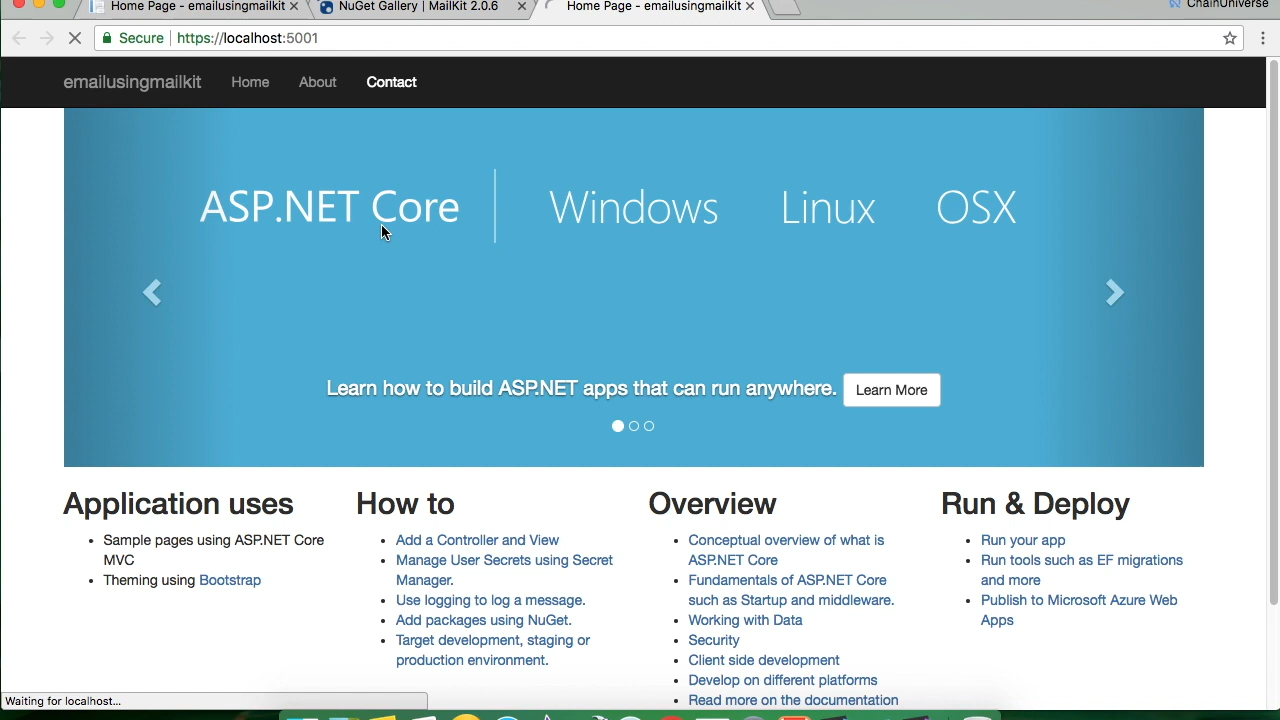 Home Page - emailusingmailkit
NuGet Gallery | MailKit 2.0.6
Home Page - emailusingmailkit
ChainUniverse
Secure
https://localhost:5001
emailusingmailkit
Home
About
Contact
ASP.NET Core
Windows
Linux
OSX
Learn how to build ASP.NET apps that can run anywhere.
Learn More
Application uses
Sample pages using ASP.NET Core
MVC
Theming using Bootstrap
How to
Add a Controller and View
Manage User Secrets using Secret
Manager.
Use logging to log a message.
Add packages using NuGet.
Target development, staging or
production environment.
Overview
Conceptual overview of what is
ASP.NET Core
Fundamentals of ASP.NET Core
such as Startup and middleware.
Working with Data
Security
Client side development
Develop on different platforms
Read more on the documentation
Run & Deploy
Run your app
Run tools such as EF migrations
and more
Publish to Microsoft Azure Web
Apps
Waiting for localhost...